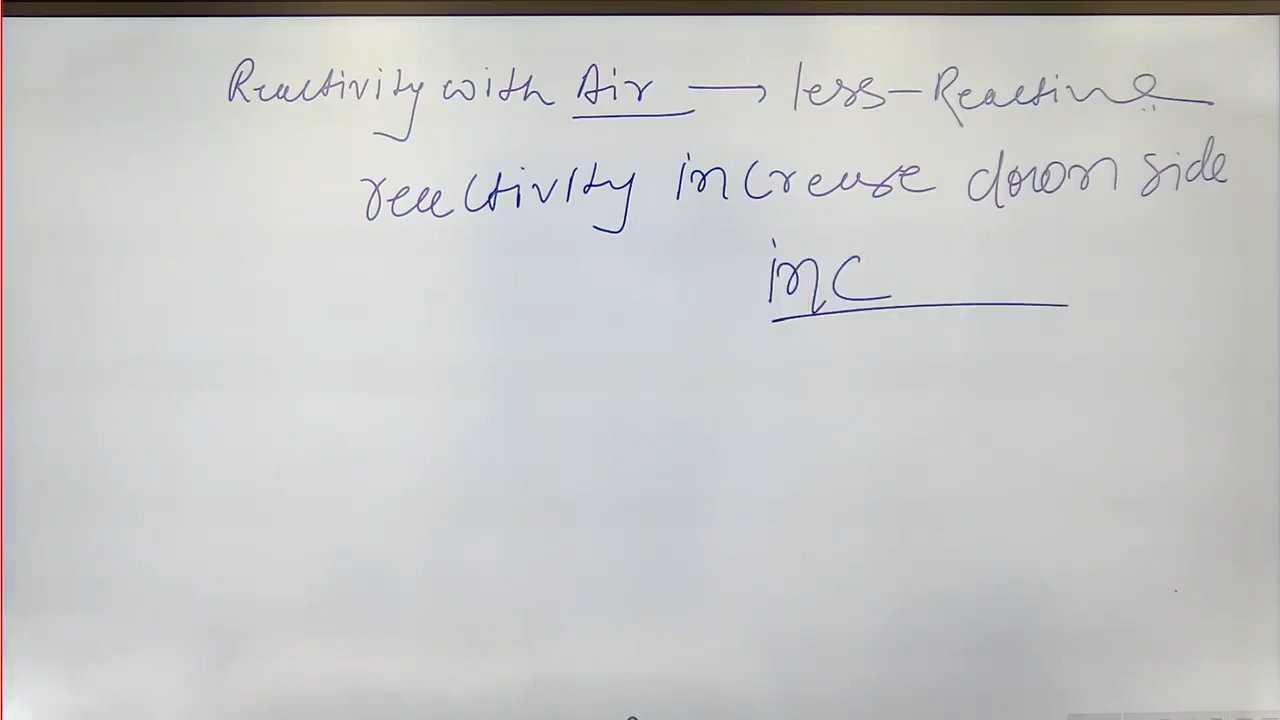 Reactivity with Air → less-Reactive
reactivity increase down side
inc